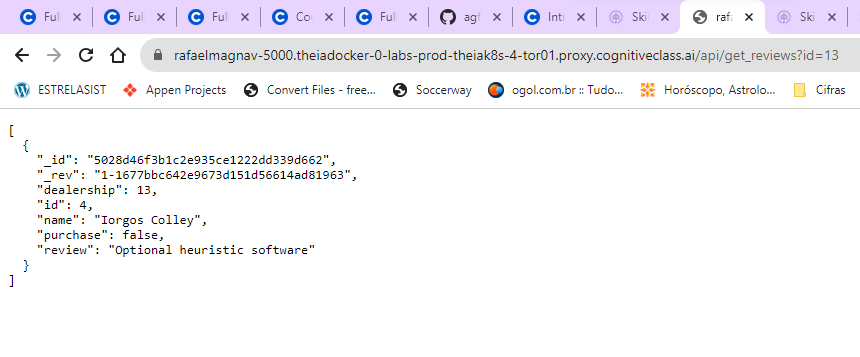 Ful
Ful
Ful
Co
Ful
agf
Int
Ski
rafa
Ski
rafaelmagnav-5000.theiadocker-0-labs-prod-theiak8s-4-tor01.proxy.cognitiveclass.ai/api/get_reviews?id=13
ESTRELASIST
Appen Projects
Convert Files - free...
Soccerway
ogol.com.br :: Tudo...
Horóscopo, Astrolo...
Cifras
[
{
"_id": "5028d46f3b1c2e935ce1222dd339d662",
"_rev": "1-1677bbc642e9673d151d56614ad81963",
"dealership": 13,
"id": 4,
"name": "Iorgos Colley",
"purchase": false,
"review": "Optional heuristic software"
}
]